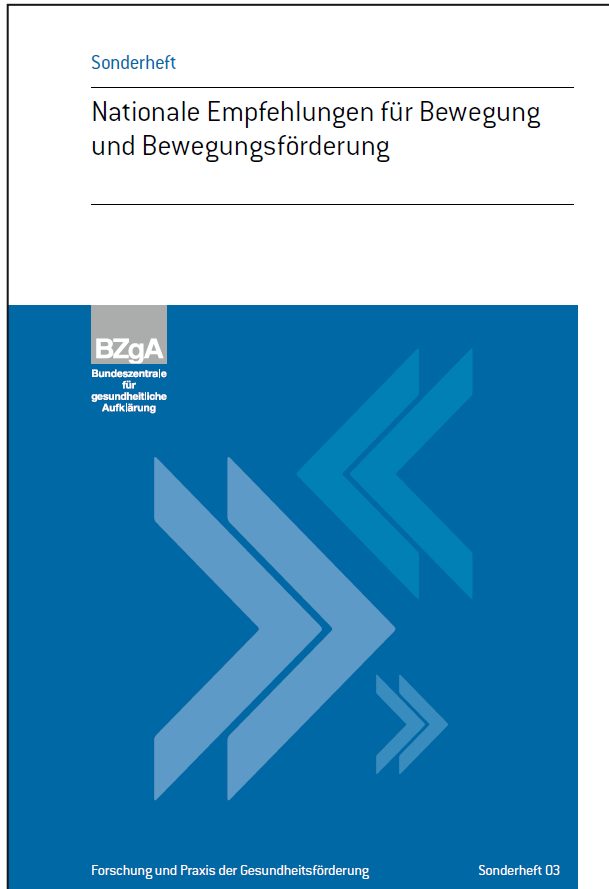 Sonderheft
Nationale Empfehlungen für Bewegung
und Bewegungsförderung
BZgA
Bundeszentrale
für
gesundheitliche
Aufklärung
Forschung und Praxis der Gesundheitsförderung
Sonderheft 03